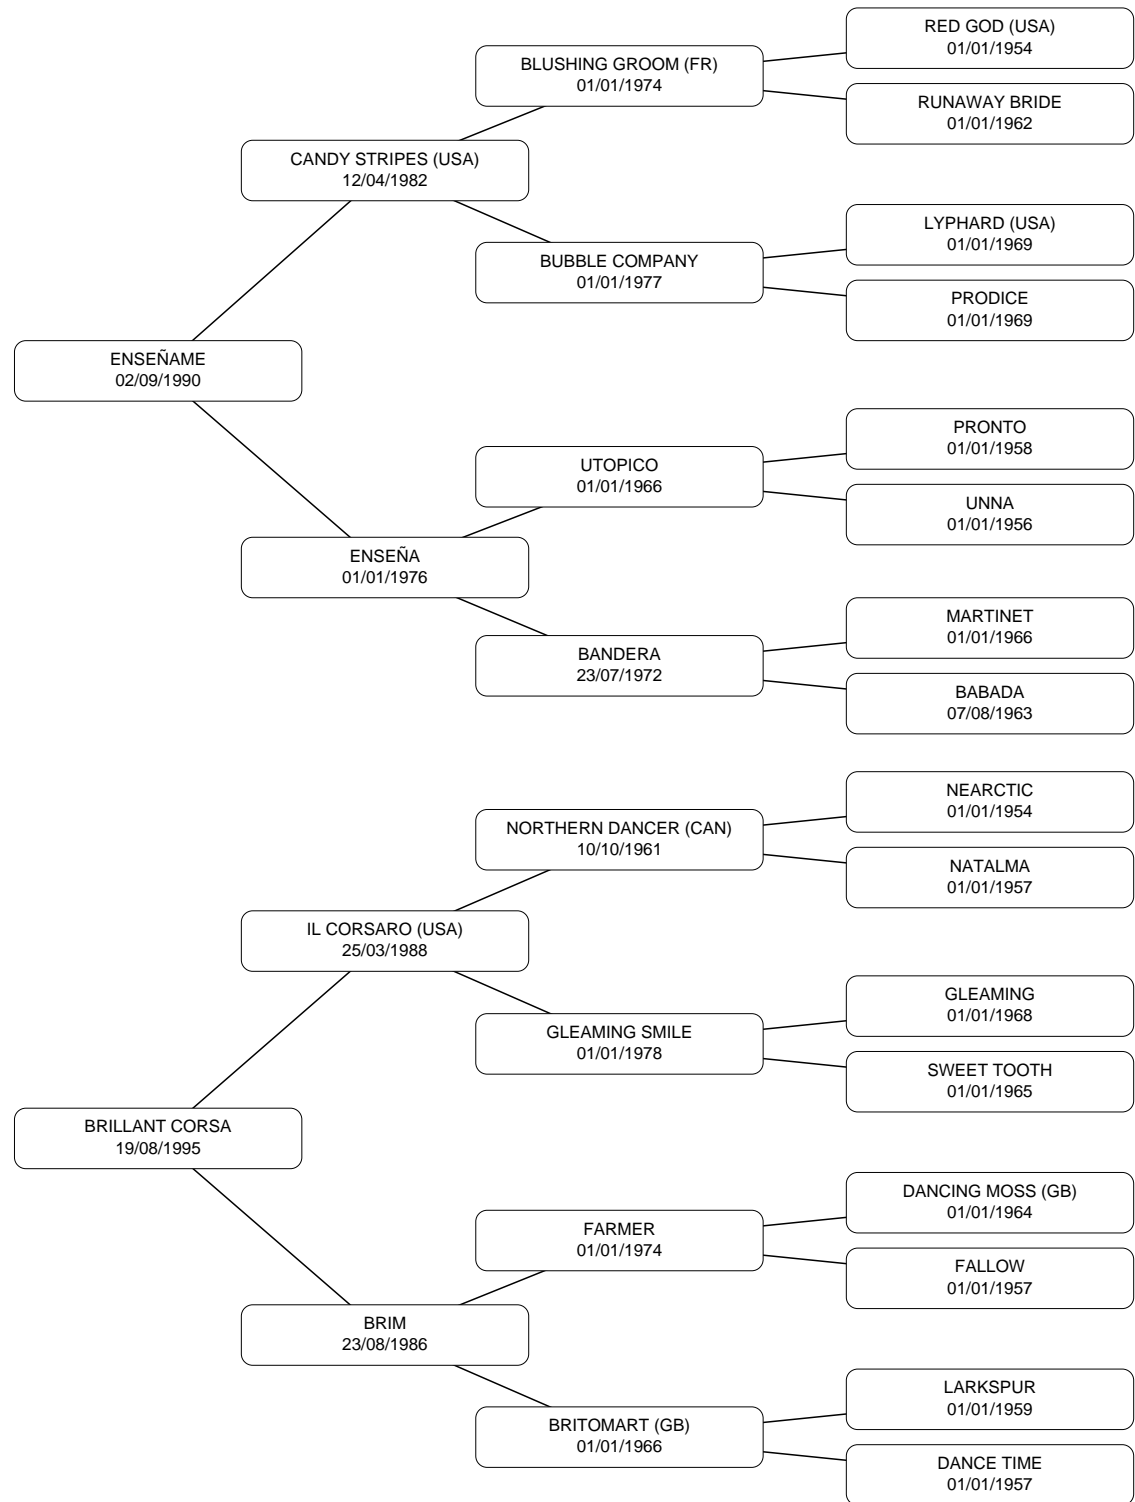 RED GOD (USA)
01/01/1954
BLUSHING GROOM (FR)
01/01/1974
RUNAWAY BRIDE
01/01/1962
CANDY STRIPES (USA)
12/04/1982
LYPHARD (USA)
01/01/1969
BUBBLE COMPANY
01/01/1977
PRODICE
01/01/1969
ENSEÑAME
02/09/1990
PRONTO
01/01/1958
UTOPICO
01/01/1966
UNNA
01/01/1956
ENSEÑA
01/01/1976
MARTINET
01/01/1966
BANDERA
23/07/1972
BABADA
07/08/1963
NEARCTIC
01/01/1954
NORTHERN DANCER (CAN)
10/10/1961
NATALMA
01/01/1957
IL CORSARO (USA)
25/03/1988
GLEAMING
01/01/1968
GLEAMING SMILE
01/01/1978
SWEET TOOTH
01/01/1965
BRILLANT CORSA
19/08/1995
DANCING MOSS (GB)
01/01/1964
FARMER
01/01/1974
FALLOW
01/01/1957
BRIM
23/08/1986
LARKSPUR
01/01/1959
BRITOMART (GB)
01/01/1966
DANCE TIME
01/01/1957